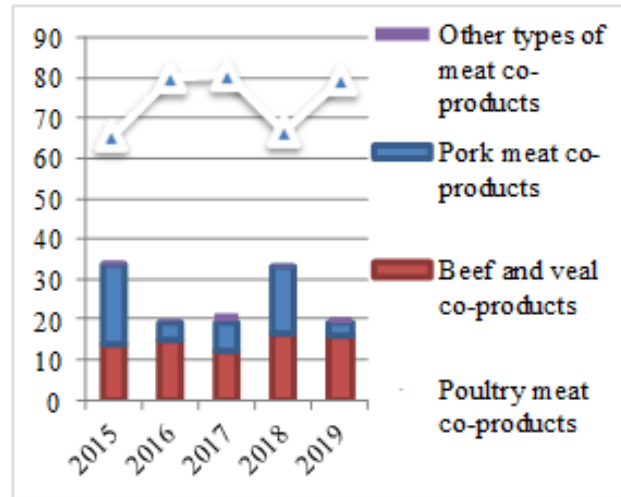 90
80
70
60
50
40
30
20
10
0
2015
2016
2017
2018
2019
Other types of
meat co-
products
Pork meat co-
products
Beef and veal
co-products
Poultry meat
co-products